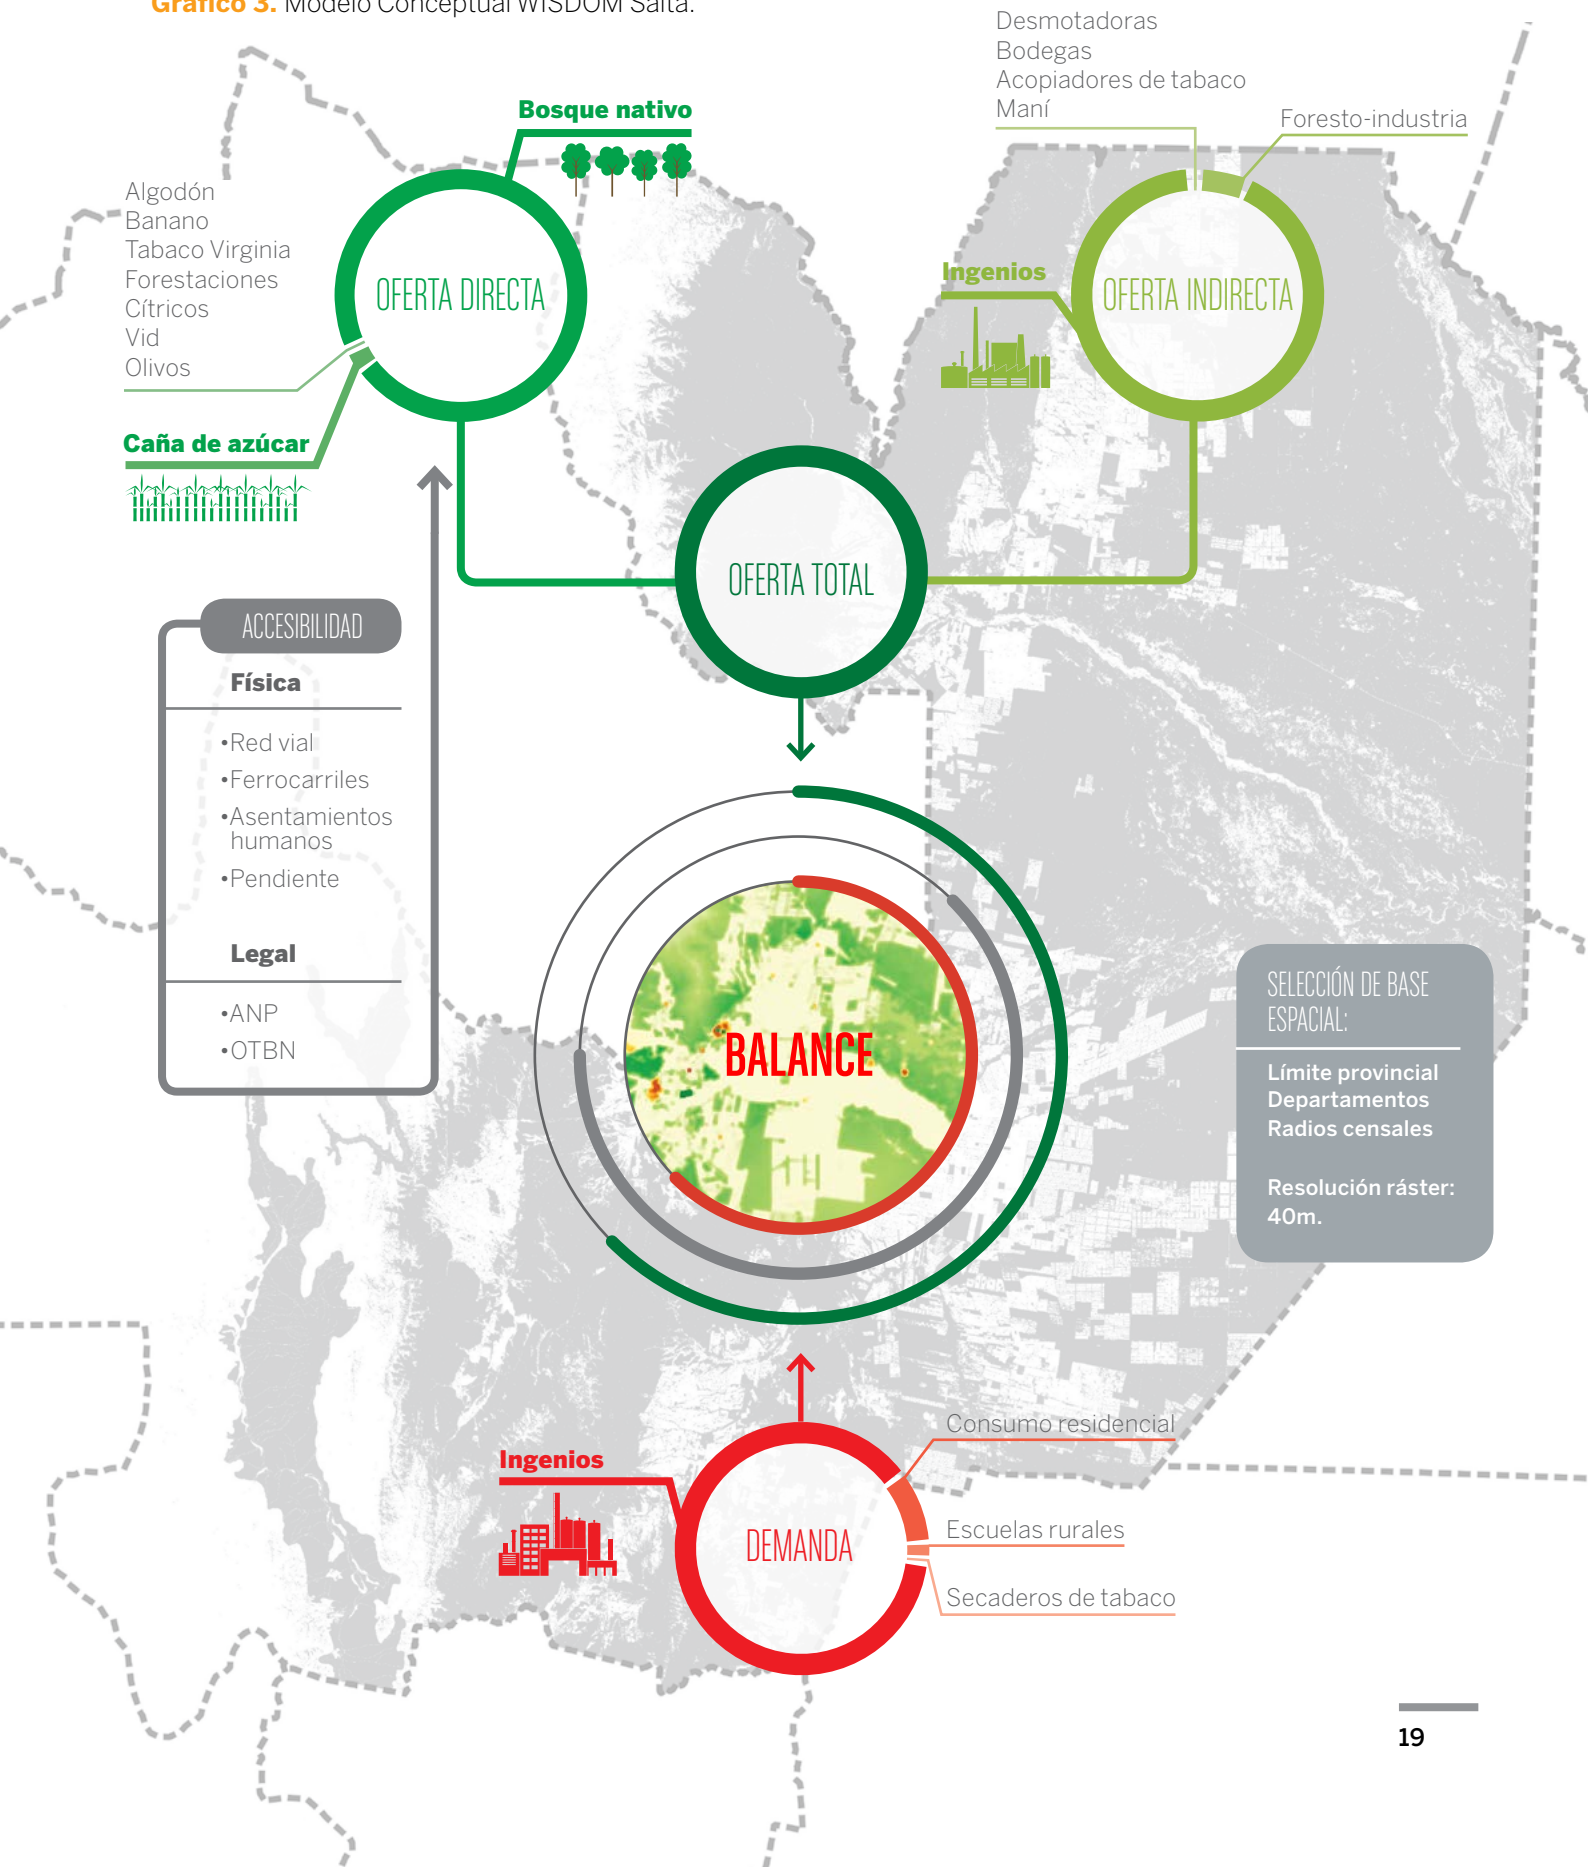 Gráfico 3. Modelo Conceptual WISDOM Salta.
Desmotadoras
Bodegas
Acopiadores de tabaco
Maní
Foresto-industria
Bosque nativo
Algodón
Banano
Tabaco Virginia
Forestaciones
Cítricos
Vid
Olivos
OFERTA DIRECTA
Ingenios
OFERTA INDIRECTA
Caña de azúcar
OFERTA TOTAL
ACCESIBILIDAD
Física
•Red vial
•Ferrocarriles
•Asentamientos
humanos
•Pendiente
Legal
•ANP
•OTBN
BALANCE
SELECCIÓN DE BASE
ESPACIAL:
Límite provincial
Departamentos
Radios censales
Resolución ráster:
40m.
Consumo residencial
Ingenios
DEMANDA
Escuelas rurales
Secaderos de tabaco
19